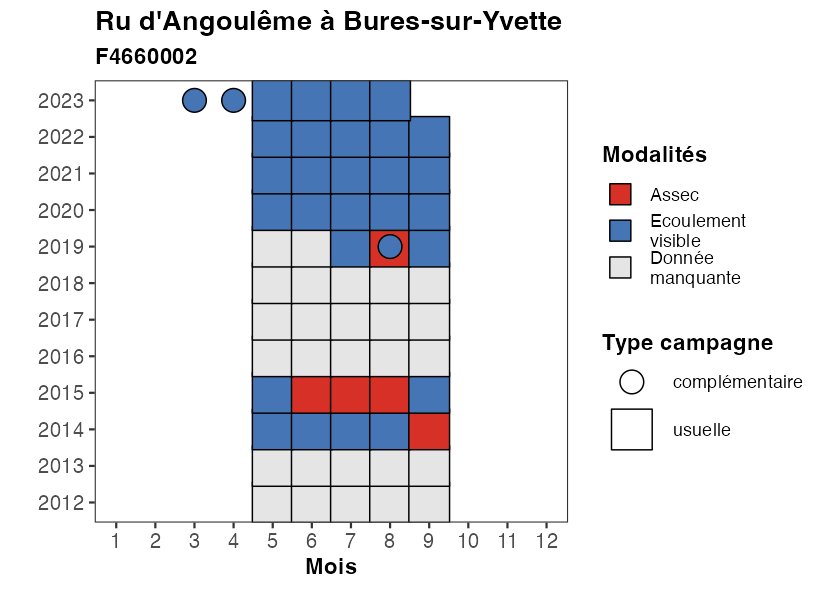 Ru d'Angoulême à Bures-sur-Yvette
F4660002
2023
2022
2021
2020
2019
2018
2017
2016
2015
2014
2013
2012
1 2 3 4 5 6 7 8 9 10 11 12
Mois
Modalités
Assec
Ecoulement
visible
Donnée
manquante
Type campagne
complémentaire
usuelle